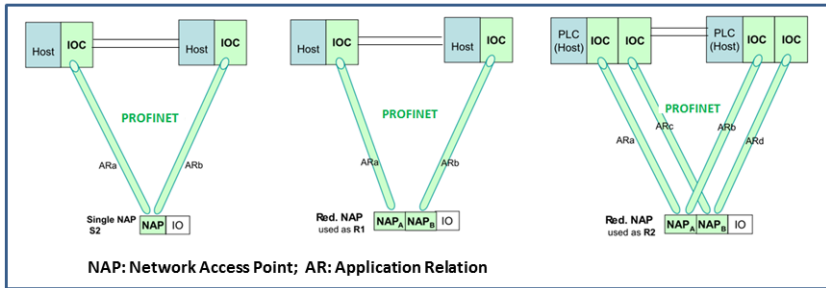 Host IOC Host IOC
PROFINET
ARa ARb
Single NAP
S2
NAP IO
Host IOC Host IOC
PROFINET
ARa ARb
Red. NAP
used as R1
NAPA NAPB IO
PLC
(Host) IOC IOC PLC
(Host) IOC IOC
PROFINET
ARa ARc ARb ARd
Red. NAP
used as R2
NAPA NAPB IO
NAP: Network Access Point; AR: Application Relation